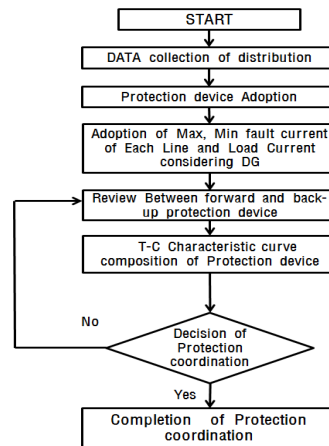 START
DATA collection of distribution
Protection device Adoption
Adoption of Max, Min fault current
of Each Line and Load Current
considering DG
Review Between forward and back-
up protection device
T-C Characteristic curve
composition of Protection device
No
Decision of
Protection
coordination
Yes
Completion of Protection
coordination